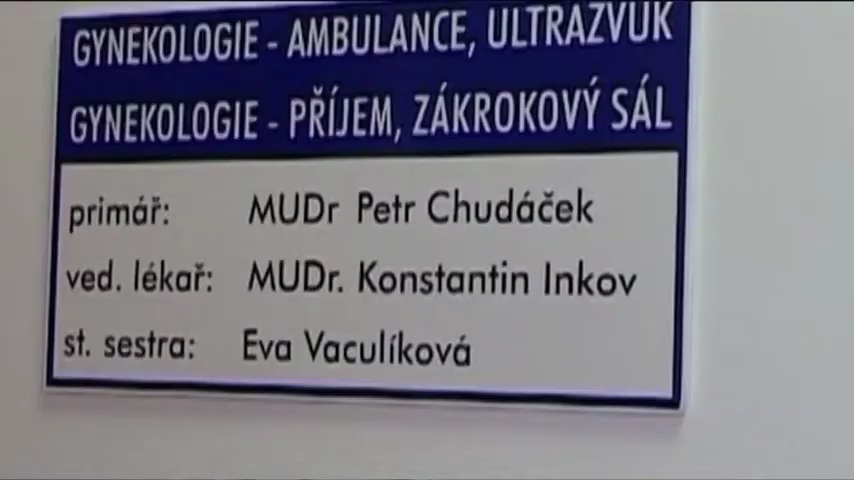 GYNEKOLOGIE - AMBULANCE, ULTRAZVUK
GYNEKOLOGIE - PŘÍJEM, ZÁKROKOVÝ SÁL
primář: MUDr Petr Chudáček
ved. lékař: MUDr. Konstantin Inkov
st. sestra: Eva Vaculíková